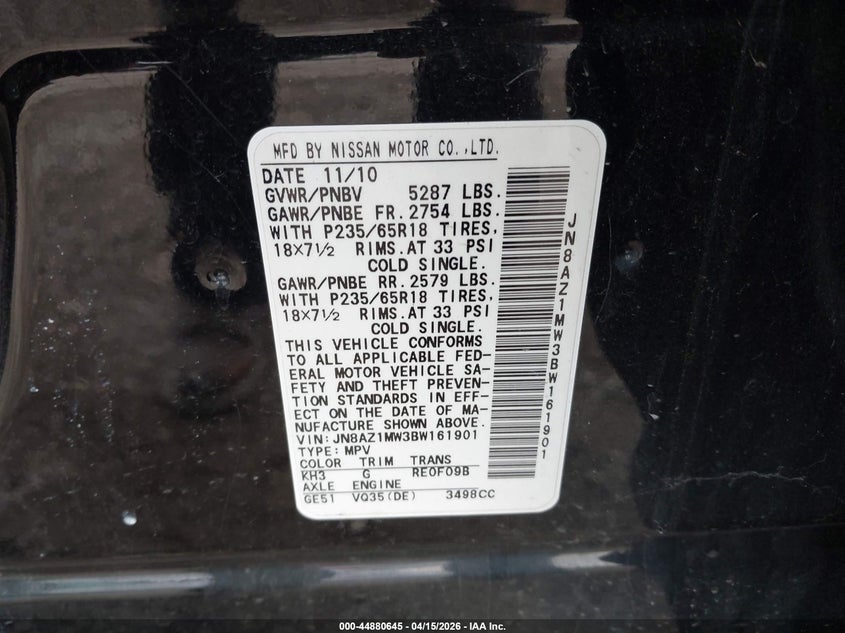 MFD BY NISSAN MOTOR CO.,LTD.
DATE 11/10
GVWR/PNBV 5287 LBS.
GAWR/PNBE FR. 2754 LBS.
WITH P235/65R18 TIRES,
18×7½ RIMS. AT 33 PSI
COLD SINGLE.
GAWR/PNBE RR. 2579 LBS.
WITH P235/65R18 TIRES,
18×7½ RIMS. AT 33 PSI
COLD SINGLE.
THIS VEHICLE CONFORMS
TO ALL APPLICABLE FED-
ERAL MOTOR VEHICLE SA-
FETY AND THEFT PREVEN-
TION STANDARDS IN EFF-
ECT ON THE DATE OF MA-
NUFACTURE SHOWN ABOVE.
VIN:JN8AZ1MW3BW161901
TYPE:MPV
COLOR TRIM TRANS
KH3 G RE0F09B
AXLE ENGINE
GE51 VQ35(DE) 3498CC
JN8AZ1MW3BW161901
000-44880645 - 04/15/2026 - IAA Inc.